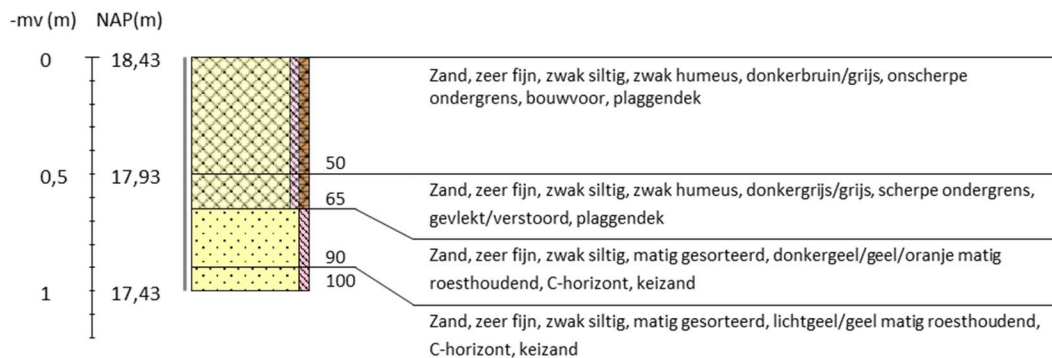 -mv (m) NAP(m)
0 18,43
Zand, zeer fijn, zwak siltig, zwak humeus, donkerbruin/grijs, onscherpe
ondergrens, bouwvoor, plaggendek
50
0,5 17,93
Zand, zeer fijn, zwak siltig, zwak humeus, donkergrijs/grijs, scherpe ondergrens,
gevlekt/verstoord, plaggendek
65
Zand, zeer fijn, zwak siltig, matig gesorteerd, donkergeel/geel/oranje matig
roesthoudend, C-horizont, keizand
90
100
1 17,43
Zand, zeer fijn, zwak siltig, matig gesorteerd, lichtgeel/geel matig roesthoudend,
C-horizont, keizand